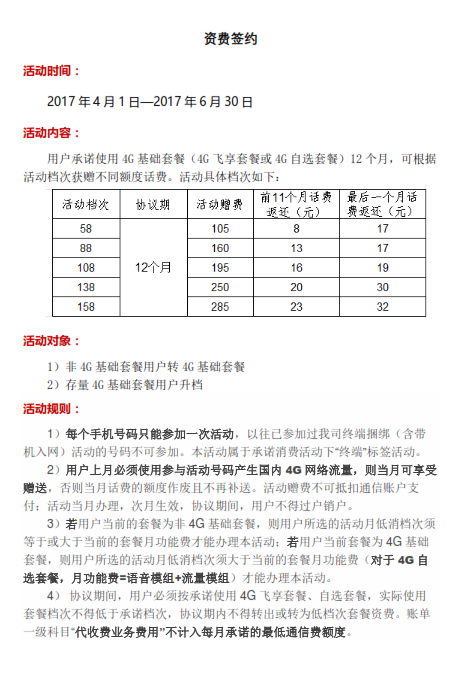 资费签约
活动时间：
2017 年 4 月 1 日—2017 年 6 月 30 日
活动内容：
用户承诺使用 4G 基础套餐（4G 飞享套餐或 4G 自选套餐）12 个月，可根据
活动档次获赠不同额度话费。活动具体档次如下：
活动档次 协议期 活动赠费 前11个月话费返还（元） 最后一个月话费返还（元）
58 12个月 105 8 17
88 160 13 17
108 195 16 19
138 250 20 30
158 285 23 32
活动对象：
1）非 4G 基础套餐用户转 4G 基础套餐
2）存量 4G 基础套餐用户升档
活动规则：
1）每个手机号码只能参加一次活动，以往已参加过我司终端捆绑（含带
机入网）活动的号码不可参加。本活动属于承诺消费活动下“终端”标签活动。
2）用户上月必须使用参与活动号码产生国内 4G 网络流量，则当月可享受
赠送，否则当月话费的额度作废且不再补送。活动赠费不可抵扣通信账户支
付；活动当月办理，次月生效，协议期间，用户不得过户销户。
3）若用户当前的套餐为非 4G 基础套餐，则用户所选的活动月低消档次须
等于或大于当前的套餐月功能费才能办理本活动；若用户当前套餐为 4G 基础
套餐，则用户所选的活动月低消档次须大于当前的套餐月功能费（对于 4G 自
选套餐，月功能费=语音模组+流量模组）才能办理本活动。
4） 协议期间，用户必须按承诺使用 4G 飞享套餐、自选套餐，实际使用
套餐档次不得低于承诺档次，协议期内不得转出或转为低档次套餐资费。账单
一级科目“代收费业务费用”不计入每月承诺的最低通信费额度。